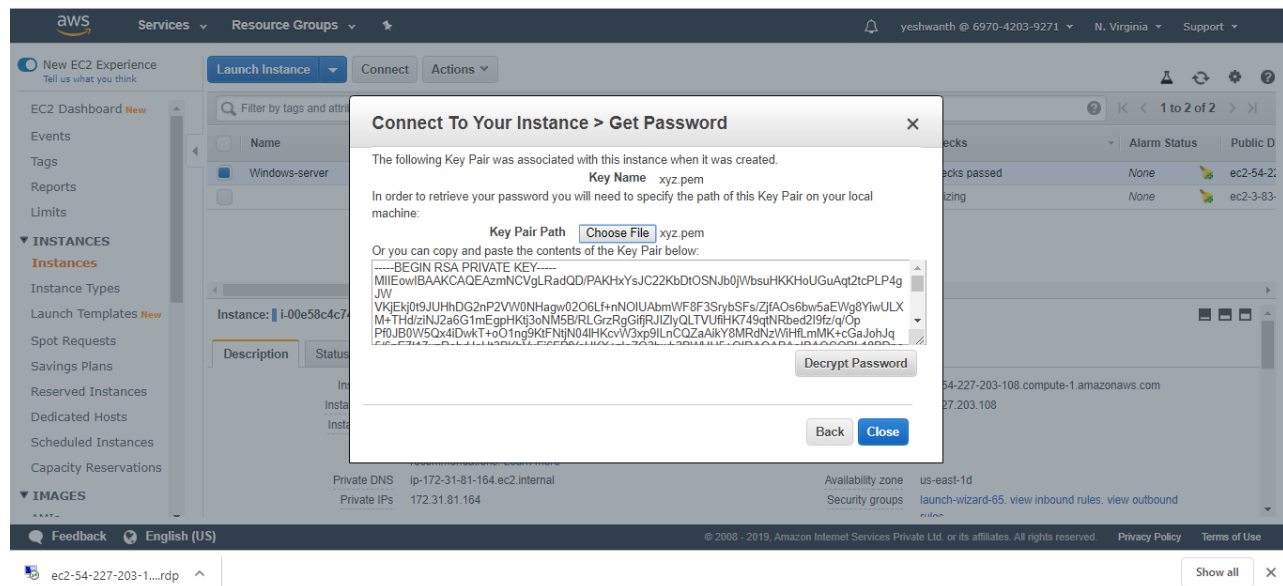 aws Services Resource Groups yeshwanth @ 6970-4203-9271 N. Virginia Support
New EC2 Experience
Tell us what you think
Launch Instance Connect Actions
EC2 Dashboard New
Events
Tags
Reports
Limits
INSTANCES
Instances
Instance Types
Launch Templates New
Spot Requests
Savings Plans
Reserved Instances
Dedicated Hosts
Scheduled Instances
Capacity Reservations
IMAGES
Filter by tags and attri
1 to 2 of 2
Name
ecks Alarm Status Public D
Windows-server
ecks passed None ec2-54-22
izing None ec2-3-83-
Connect To Your Instance > Get Password
The following Key Pair was associated with this instance when it was created.
Key Name xyz.pem
In order to retrieve your password you will need to specify the path of this Key Pair on your local
machine:
Key Pair Path Choose File xyz.pem
Or you can copy and paste the contents of the Key Pair below:
-----BEGIN RSA PRIVATE KEY-----
Decrypt Password
Back Close
Instance: i-00e58c4c74
Description Status
54-227-203-108.compute-1.amazonaws.com
27.203.108
Private DNS ip-172-31-81-164.ec2.internal
Availability zone us-east-1d
Private IPs 172.31.81.164
Security groups launch-wizard-65. view inbound rules. view outbound
rules
Feedback English (US) © 2008 - 2019, Amazon Internet Services Private Ltd. or its affiliates. All rights reserved. Privacy Policy Terms of Use
ec2-54-227-203-1....rdp Show all